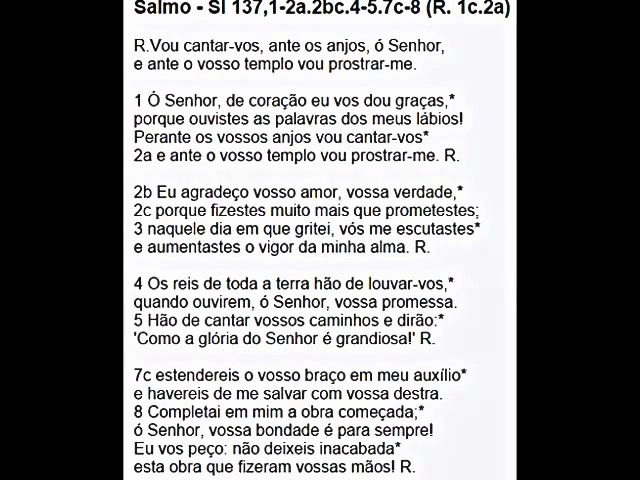 Salmo - Sl 137,1-2a.2bc.4-5.7c-8 (R. 1c.2a)
R.Vou cantar-vos, ante os anjos, ó Senhor,
e ante o vosso templo vou prostrar-me.
1 Ó Senhor, de coração eu vos dou graças,*
porque ouvistes as palavras dos meus lábios!
Perante os vossos anjos vou cantar-vos*
2a e ante o vosso templo vou prostrar-me. R.
2b Eu agradeço vosso amor, vossa verdade,*
2c porque fizestes muito mais que prometestes;
3 naquele dia em que gritei, vós me escutastes*
e aumentastes o vigor da minha alma. R.
4 Os reis de toda a terra hão de louvar-vos,*
quando ouvirem, ó Senhor, vossa promessa.
5 Hão de cantar vossos caminhos e dirão:*
'Como a glória do Senhor é grandiosa!' R.
7c estendereis o vosso braço em meu auxílio*
e havereis de me salvar com vossa destra.
8 Completai em mim a obra começada;*
ó Senhor, vossa bondade é para sempre!
Eu vos peço: não deixeis inacabada*
esta obra que fizeram vossas mãos! R.